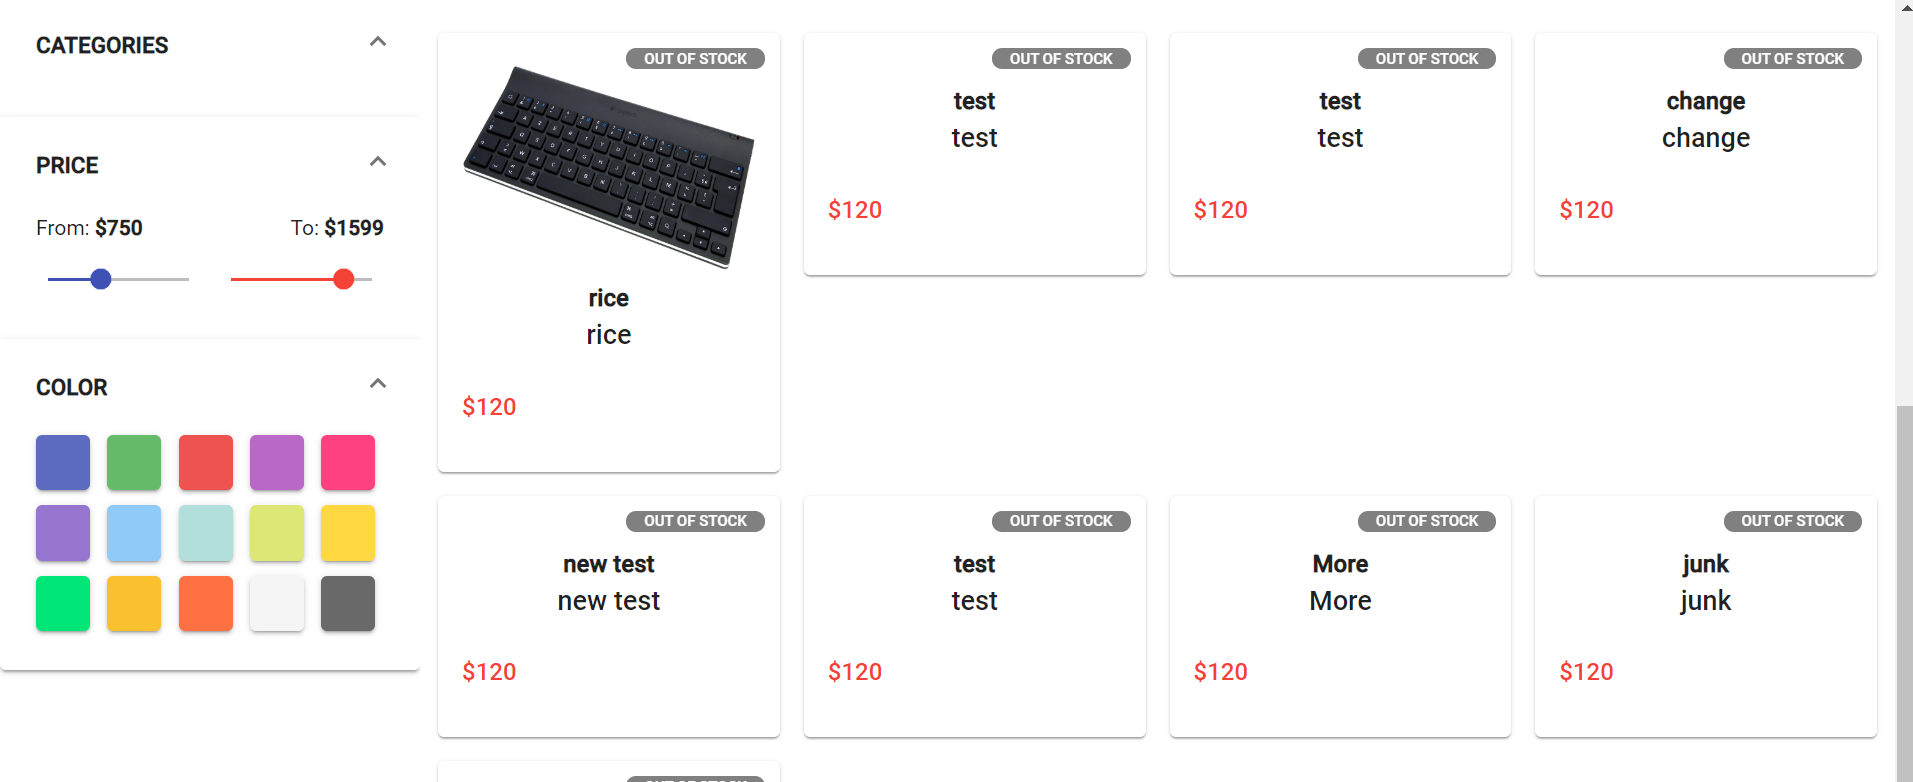 CATEGORIES
PRICE
From: $750
To: $1599
COLOR
OUT OF STOCK
rice
rice
$120
OUT OF STOCK
test
test
$120
OUT OF STOCK
test
test
$120
OUT OF STOCK
change
change
$120
OUT OF STOCK
new test
new test
$120
OUT OF STOCK
test
test
$120
OUT OF STOCK
More
More
$120
OUT OF STOCK
junk
junk
$120